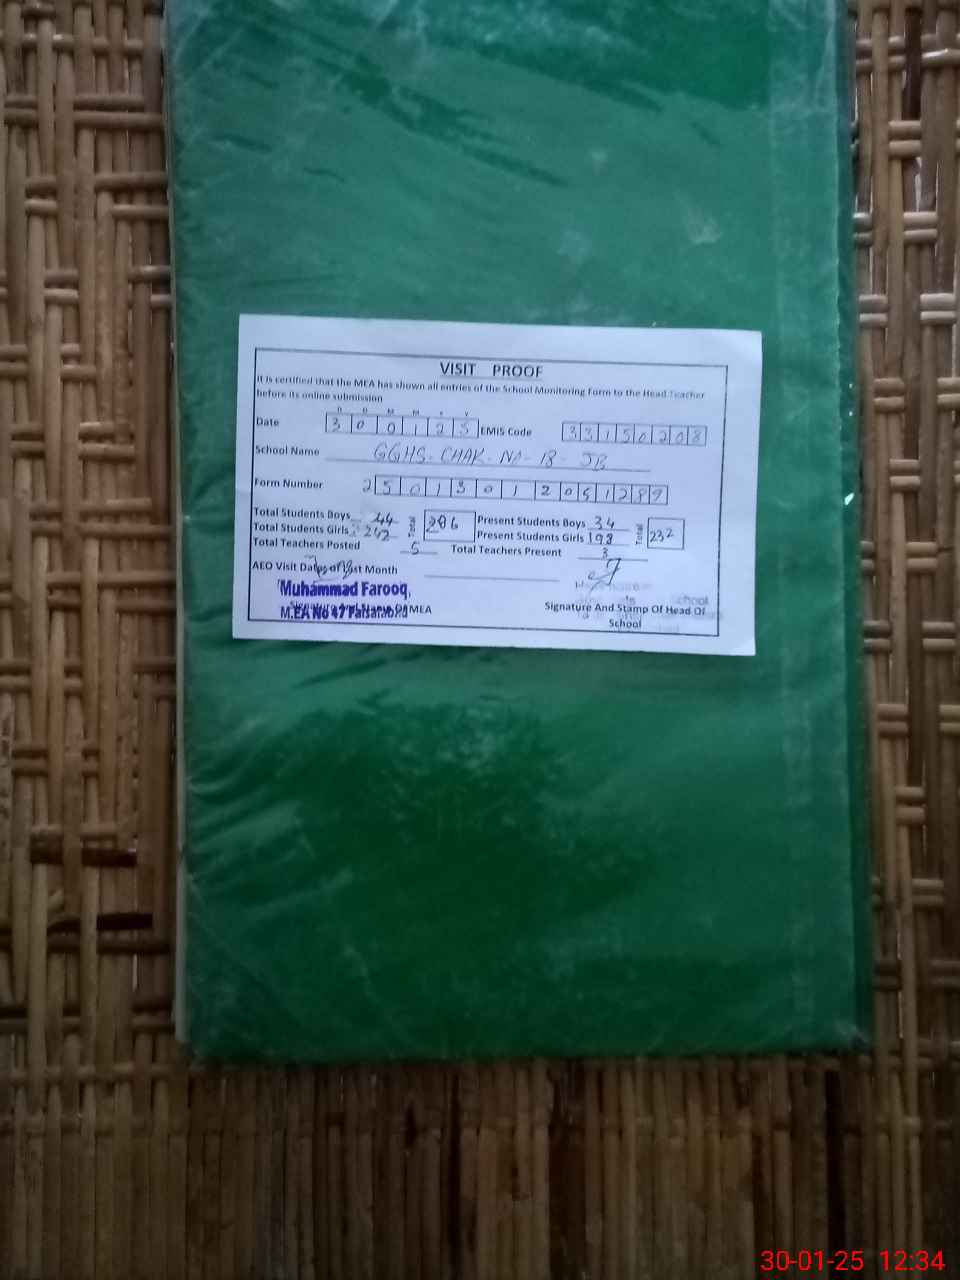 VISIT PROOF
It is certified that the MEA has shown all entries of the School Monitoring Form to the Head Teacher
before its online submission
D D M M Y Y
Date 3 0 0 1 2 5 EMIS Code 3 3 1 5 0 2 0 8
School Name GGHS - CHAK - NO - 18 - JB
Form Number 2 5 0 1 3 0 1 2 0 5 1 2 8 9
Total Students Boys 44 Total 286 Present Students Boys 34 Total 232
Total Students Girls 242 Present Students Girls 198
Total Teachers Posted 5 Total Teachers Present 3
AEO Visit Dates of last Month
Muhammad Farooq
Signature And Stamp Of MEA
M.EA No 47 Faisalabad
School
Signature And Stamp Of Head Of
School
30-01-25 12:34